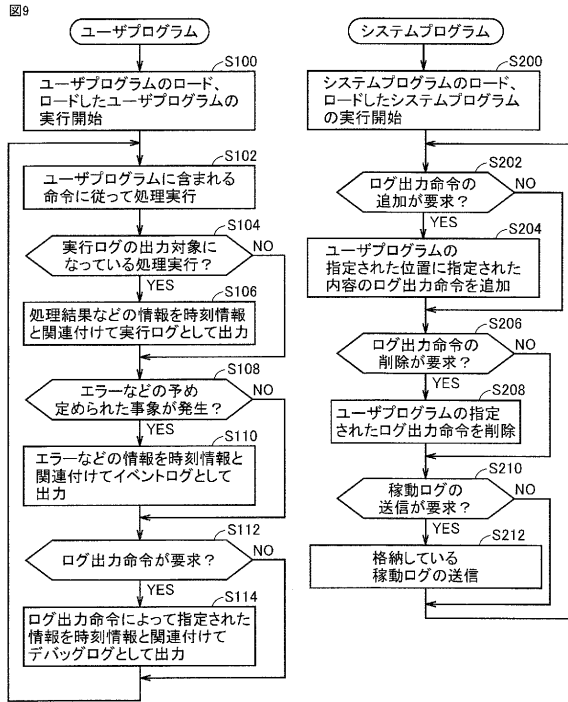 図9
ユーザプログラム
S100
ユーザプログラムのロード、
ロードしたユーザプログラムの
実行開始
S102
ユーザプログラムに含まれる
命令に従って処理実行
S104
実行ログの出力対象に
なっている処理実行？
NO
YES
S106
処理結果などの情報を時刻情報
と関連付けて実行ログとして出力
S108
エラーなどの予め
定められた事象が発生？
NO
YES
S110
エラーなどの情報を時刻情報と
関連付けてイベントログとして
出力
S112
ログ出力命令が要求？
NO
YES
S114
ログ出力命令によって指定された
情報を時刻情報と関連付けて
デバッグログとして出力
システムプログラム
S200
システムプログラムのロード、
ロードしたシステムプログラム
の実行開始
S202
ログ出力命令の
追加が要求？
NO
YES
S204
ユーザプログラムの
指定された位置に指定された
内容のログ出力命令を追加
S206
ログ出力命令の
削除が要求？
NO
YES
S208
ユーザプログラムの指定
されたログ出力命令を削除
S210
稼動ログの
送信が要求？
NO
YES
S212
格納している
稼動ログの送信